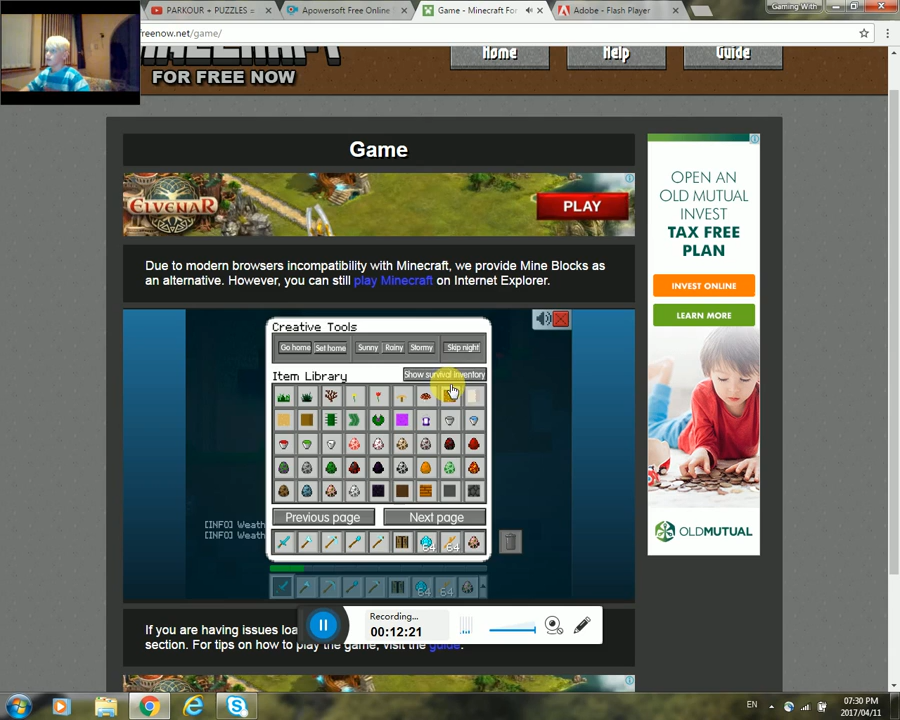 Gaming With
PARKOUR + PUZZLES =
Apowersoft Free Online
Game - Minecraft For
Adobe - Flash Player
reenow.net/game/
FOR FREE NOW
Home
Help
Guide
Game
ELVENAR
PLAY
Due to modern browsers incompatibility with Minecraft, we provide Mine Blocks as
an alternative. However, you can still play Minecraft on Internet Explorer.
Creative Tools
Go home
Set home
Sunny
Rainy
Stormy
Skip night
Item Library
Show survival inventory
Previous page
Next page
64
64
[INFO] Weath
[INFO] Weath
64
64
OPEN AN
OLD MUTUAL
INVEST
TAX FREE
PLAN
INVEST ONLINE
LEARN MORE
OLDMUTUAL
Recording...
00:12:21
If you are having issues loa
section. For tips on how to play the game, visit the guide.
EN
07:30 PM
2017/04/11